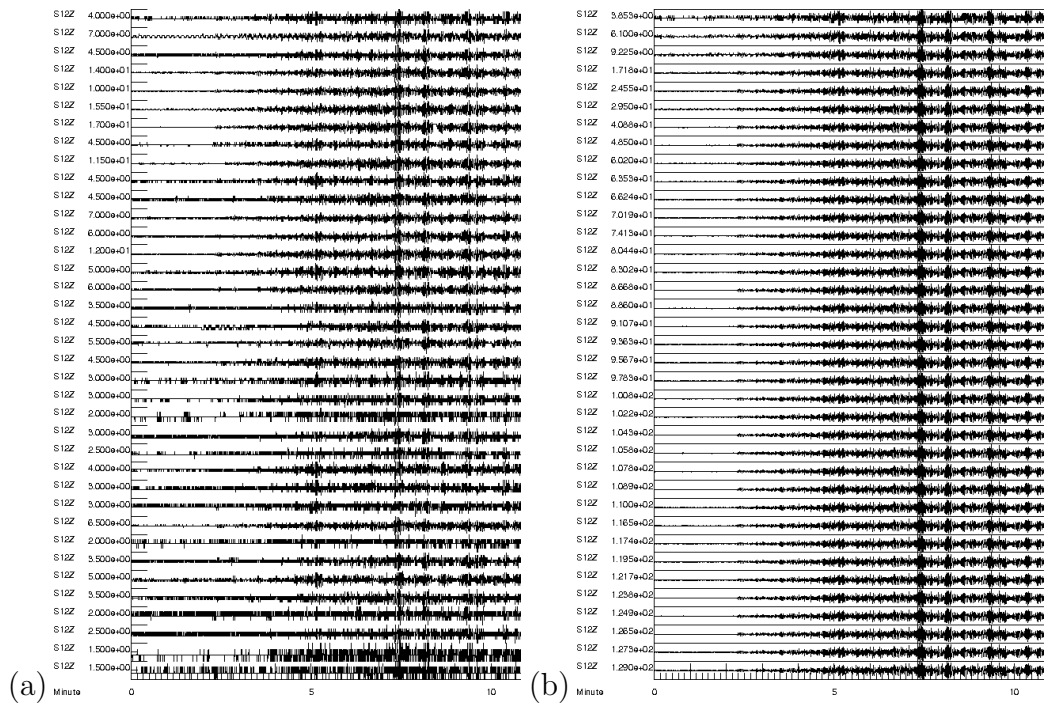 S12Z 4.000e+00
S12Z 7.000e+00
S12Z 4.500e+00
S12Z 1.400e+01
S12Z 1.000e+01
S12Z 1.550e+01
S12Z 1.700e+01
S12Z 4.500e+00
S12Z 1.150e+01
S12Z 4.500e+00
S12Z 4.500e+00
S12Z 7.000e+00
S12Z 6.000e+00
S12Z 1.200e+01
S12Z 5.000e+00
S12Z 6.000e+00
S12Z 3.500e+00
S12Z 4.500e+00
S12Z 5.500e+00
S12Z 4.500e+00
S12Z 3.000e+00
S12Z 3.000e+00
S12Z 2.000e+00
S12Z 3.000e+00
S12Z 2.500e+00
S12Z 4.000e+00
S12Z 3.000e+00
S12Z 3.000e+00
S12Z 6.500e+00
S12Z 2.000e+00
S12Z 3.500e+00
S12Z 5.000e+00
S12Z 3.500e+00
S12Z 2.000e+00
S12Z 2.500e+00
S12Z 1.500e+00
S12Z 1.500e+00
(a)
Minute 0 5 10
S12Z 3.853e+00
S12Z 6.100e+00
S12Z 9.225e+00
S12Z 1.718e+01
S12Z 2.455e+01
S12Z 2.950e+01
S12Z 4.088e+01
S12Z 4.850e+01
S12Z 6.020e+01
S12Z 6.353e+01
S12Z 6.624e+01
S12Z 7.019e+01
S12Z 7.413e+01
S12Z 8.044e+01
S12Z 8.302e+01
S12Z 8.668e+01
S12Z 8.860e+01
S12Z 9.107e+01
S12Z 9.363e+01
S12Z 9.567e+01
S12Z 9.783e+01
S12Z 1.008e+02
S12Z 1.022e+02
S12Z 1.043e+02
S12Z 1.058e+02
S12Z 1.078e+02
S12Z 1.089e+02
S12Z 1.100e+02
S12Z 1.165e+02
S12Z 1.174e+02
S12Z 1.195e+02
S12Z 1.217e+02
S12Z 1.238e+02
S12Z 1.249e+02
S12Z 1.265e+02
S12Z 1.273e+02
S12Z 1.290e+02
(b)
Minute 0 5 10